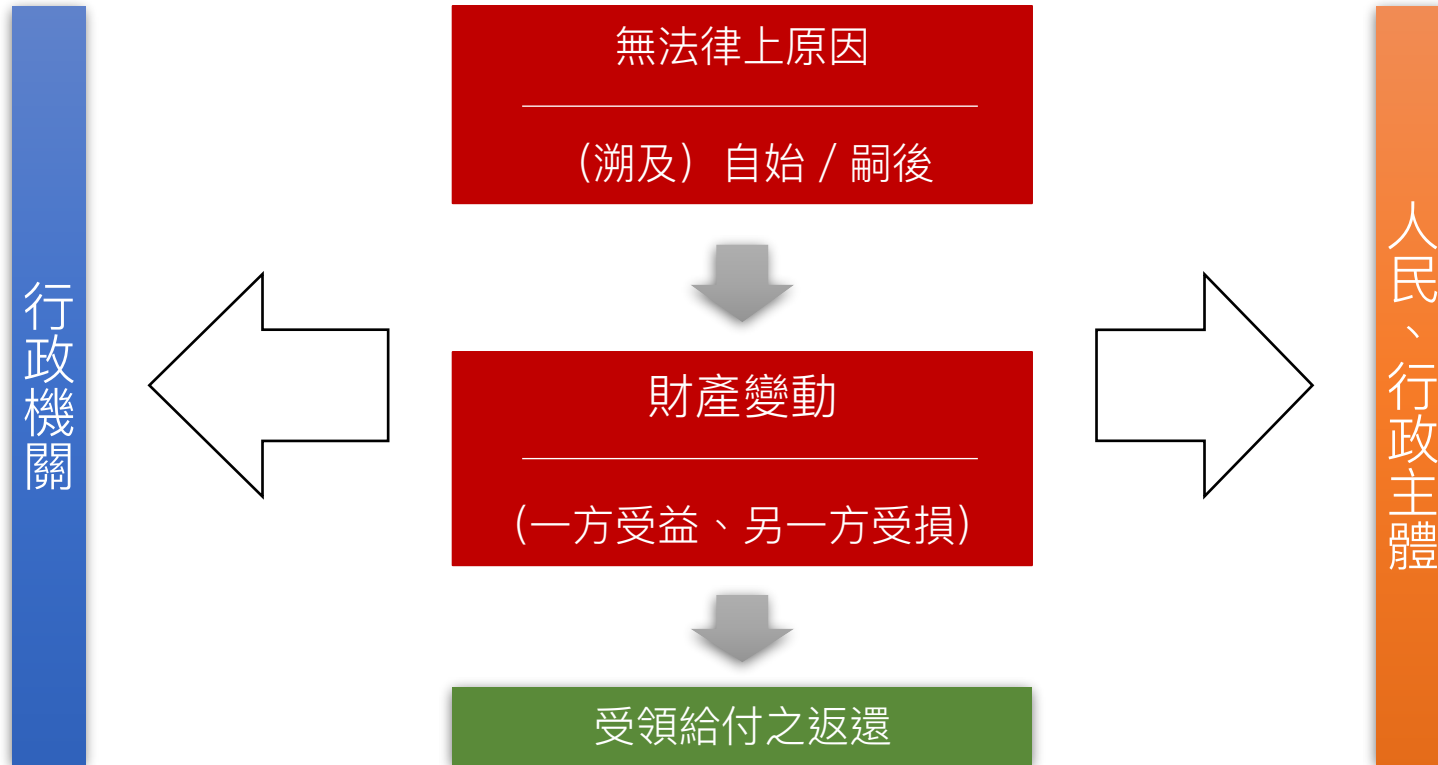 行政機關
無法律上原因
（溯及）自始 / 嗣後
財產變動
（一方受益、另一方受損）
受領給付之返還
人民、行政主體